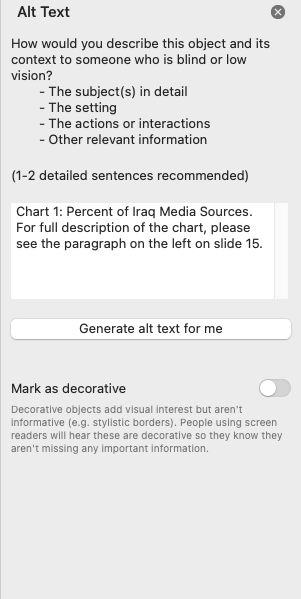 Alt Text
How would you describe this object and its
context to someone who is blind or low
vision?
- The subject(s) in detail
- The setting
- The actions or interactions
- Other relevant information
(1-2 detailed sentences recommended)
Chart 1: Percent of Iraq Media Sources.
For full description of the chart, please
see the paragraph on the left on slide 15.
Generate alt text for me
Mark as decorative
Decorative objects add visual interest but aren't
informative (e.g. stylistic borders). People using screen
readers will hear these are decorative so they know they
aren't missing any important information.